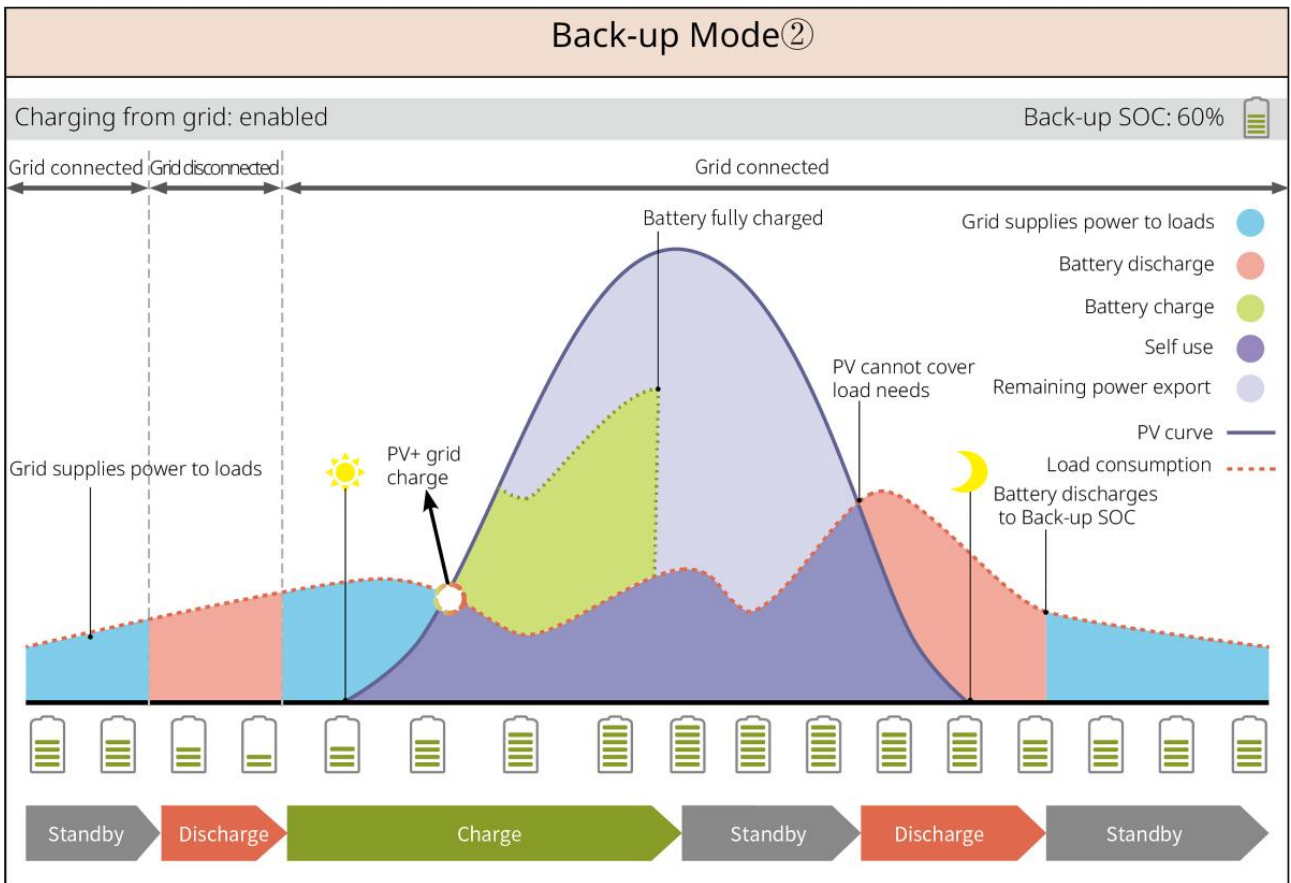 Back-up Mode②
Charging from grid: enabled
Back-up SOC: 60%
Grid connected
Grid disconnected
Grid connected
Battery fully charged
Grid supplies power to loads
Battery discharge
Battery charge
Self use
Remaining power export
PV curve
Load consumption
PV cannot cover
load needs
PV+ grid
charge
Grid supplies power to loads
Battery discharges
to Back-up SOC
Standby
Discharge
Charge
Standby
Discharge
Standby